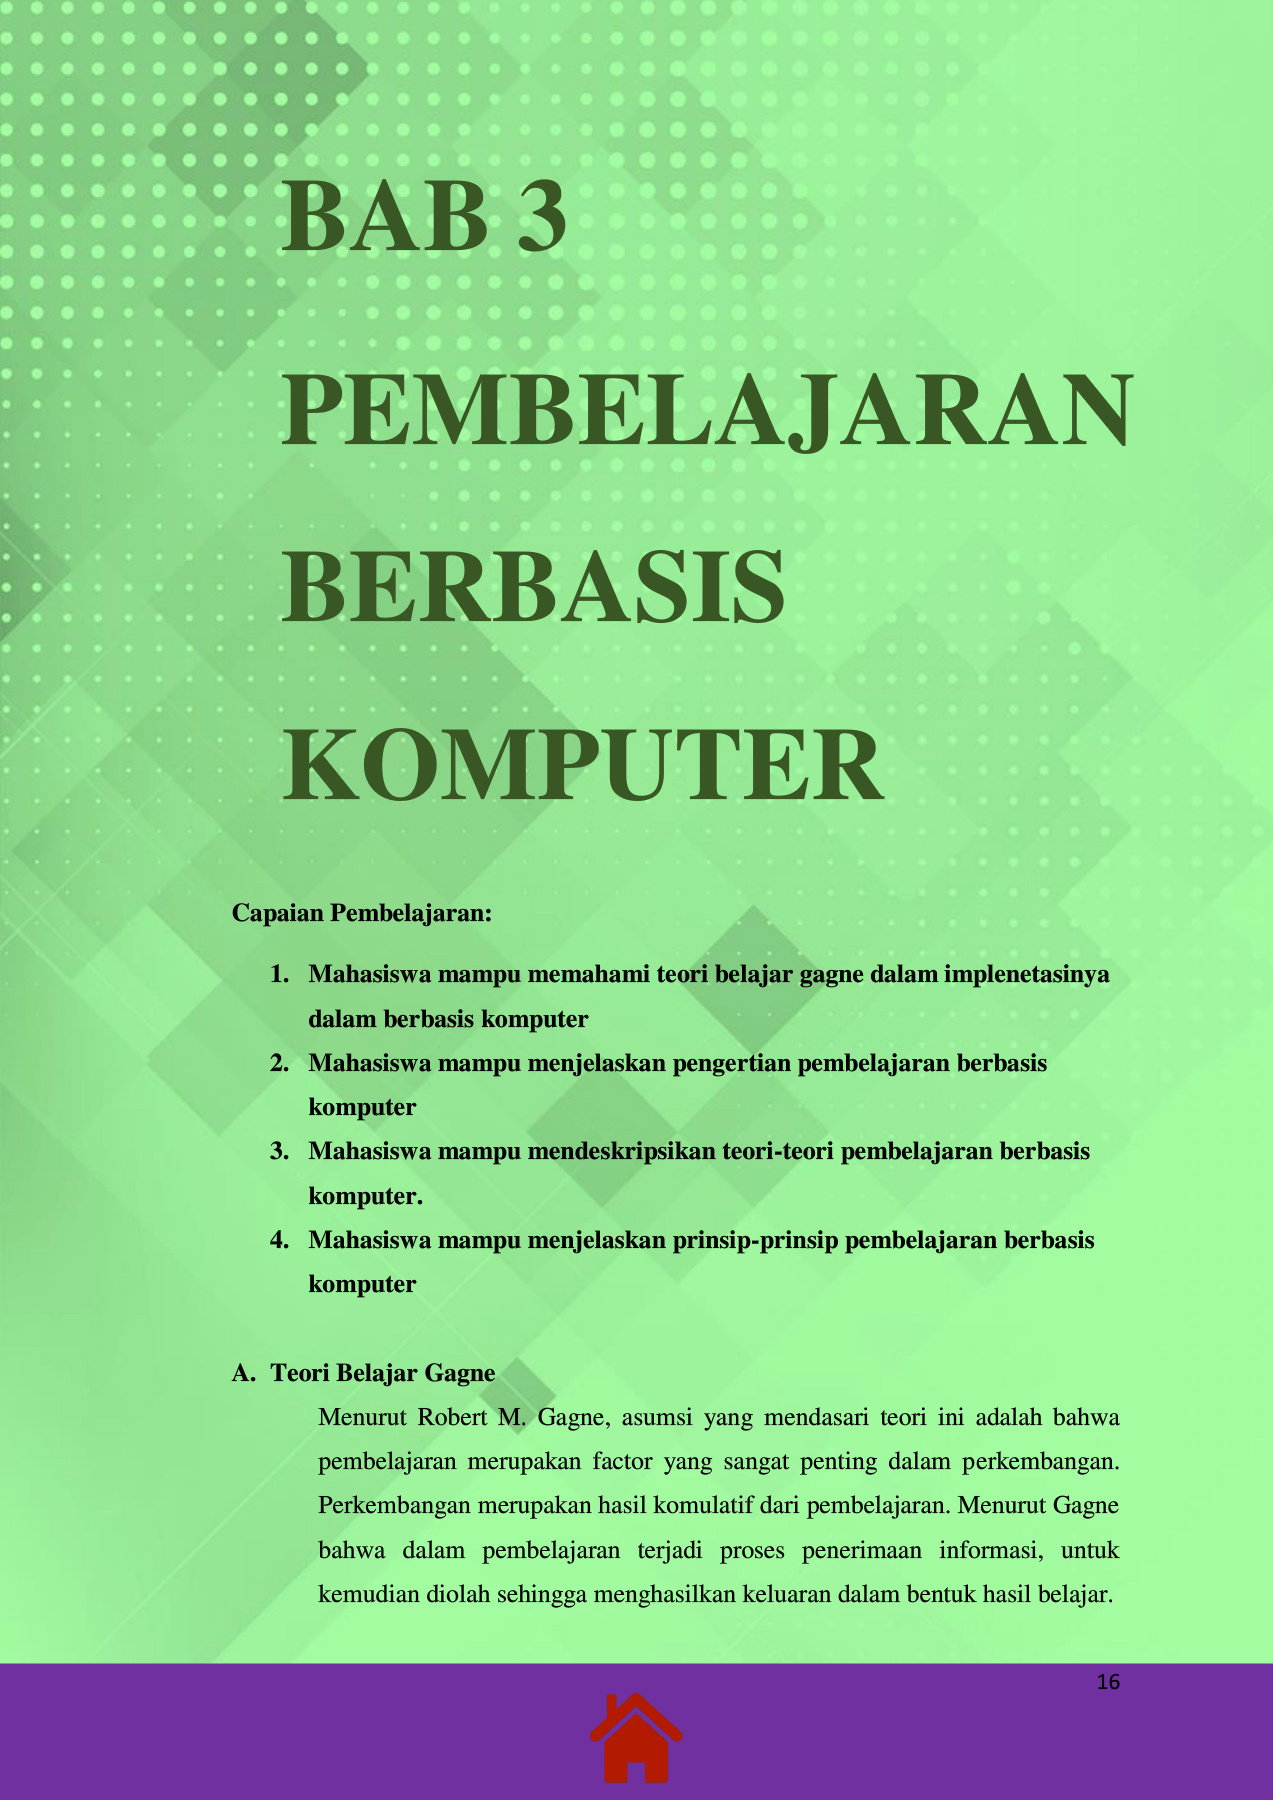 BAB 3
PEMBELAJARAN
BERBASIS
KOMPUTER
Capaian Pembelajaran:
1. Mahasiswa mampu memahami teori belajar gagne dalam implenetasinya
dalam berbasis komputer
2. Mahasiswa mampu menjelaskan pengertian pembelajaran berbasis
komputer
3. Mahasiswa mampu mendeskripsikan teori-teori pembelajaran berbasis
komputer.
4. Mahasiswa mampu menjelaskan prinsip-prinsip pembelajaran berbasis
komputer
A. Teori Belajar Gagne
Menurut Robert M. Gagne, asumsi yang mendasari teori ini adalah bahwa
pembelajaran merupakan factor yang sangat penting dalam perkembangan.
Perkembangan merupakan hasil komulatif dari pembelajaran. Menurut Gagne
bahwa dalam pembelajaran terjadi proses penerimaan informasi, untuk
kemudian diolah sehingga menghasilkan keluaran dalam bentuk hasil belajar.
16